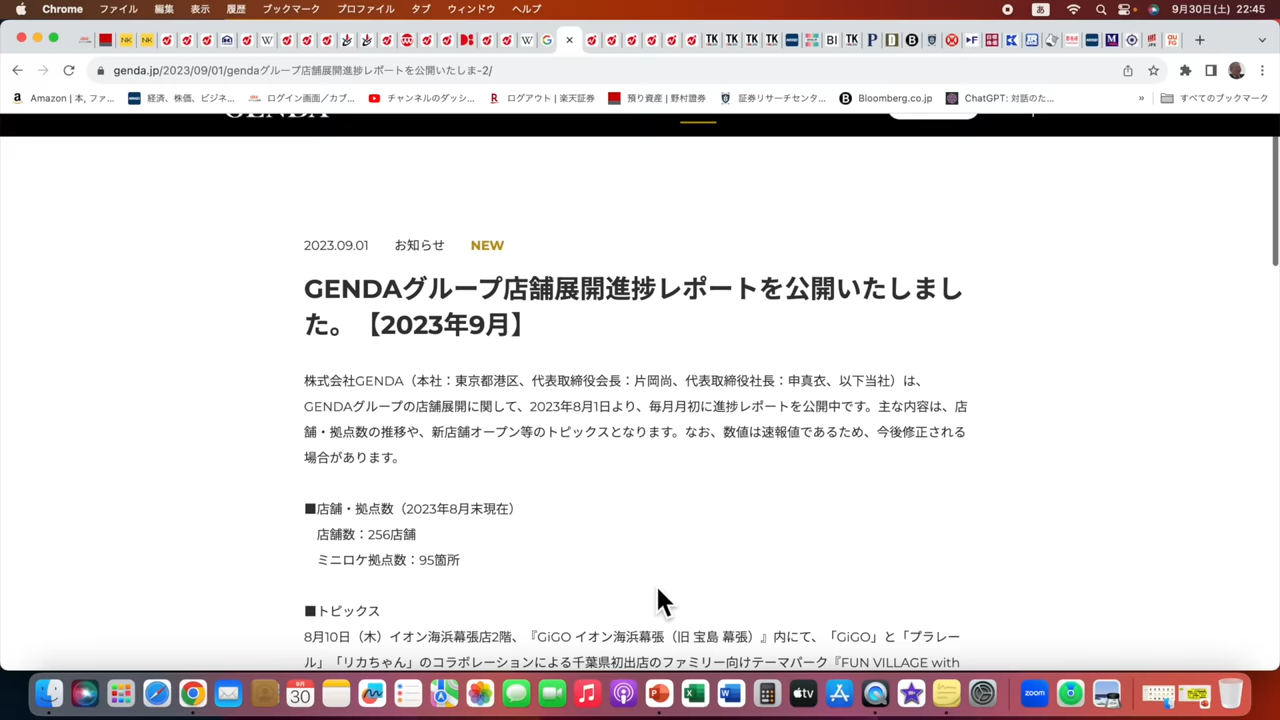 Chrome ファイル 編集 表示 履歴 ブックマーク プロファイル タブ ウィンドウ ヘルプ あ 9月30日(土) 22:45
genda.jp/2023/09/01/gendaグループ店舗展開進捗レポートを公開いたしま-2/
Amazon | 本, ファ... 経済、株価、ビジネ... ログイン画面／カブ... チャンネルのダッシ... ログアウト | 楽天証券 預り資産 | 野村證券 証券リサーチセンタ... Bloomberg.co.jp ChatGPT: 対話のた... » すべてのブックマーク
GENDA
2023.09.01 お知らせ NEW
GENDAグループ店舗展開進捗レポートを公開いたしまし
た。【2023年9月】
株式会社GENDA（本社：東京都港区、代表取締役会長：片岡尚、代表取締役社長：申真衣、以下当社）は、
GENDAグループの店舗展開に関して、2023年8月1日より、毎月月初に進捗レポートを公開中です。主な内容は、店
舗・拠点数の推移や、新店舗オープン等のトピックスとなります。なお、数値は速報値であるため、今後修正される
場合があります。
■店舗・拠点数（2023年8月末現在）
店舗数：256店舗
ミニロケ拠点数：95箇所
■トピックス
8月10日（木）イオン海浜幕張店2階、『GiGO イオン海浜幕張（旧 宝島 幕張）』内にて、「GiGO」と「プラレー
ル」「リカちゃん」のコラボレーションによる千葉県初出店のファミリー向けテーマパーク『FUN VILLAGE with
9月
30
tv
zoom